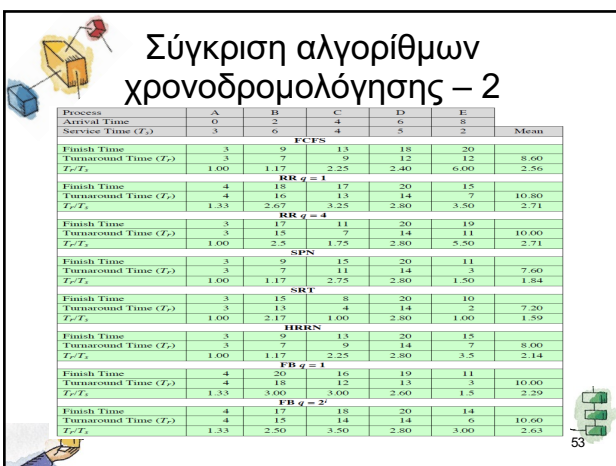 Σύγκριση αλγορίθμων
χρονοδρομολόγησης – 2
Process A B C D E
Arrival Time 0 2 4 6 8
Service Time (Ts) 3 6 4 5 2 Mean
FCFS
Finish Time 3 9 13 18 20
Turnaround Time (Tr) 3 7 9 12 12 8.60
Tr/Ts 1.00 1.17 2.25 2.40 6.00 2.56
RR q = 1
Finish Time 4 18 17 20 15
Turnaround Time (Tr) 4 16 13 14 7 10.80
Tr/Ts 1.33 2.67 3.25 2.80 3.50 2.71
RR q = 4
Finish Time 3 17 11 20 19
Turnaround Time (Tr) 3 15 7 14 11 10.00
Tr/Ts 1.00 2.5 1.75 2.80 5.50 2.71
SPN
Finish Time 3 9 15 20 11
Turnaround Time (Tr) 3 7 11 14 3 7.60
Tr/Ts 1.00 1.17 2.75 2.80 1.50 1.84
SRT
Finish Time 3 15 8 20 10
Turnaround Time (Tr) 3 13 4 14 2 7.20
Tr/Ts 1.00 2.17 1.00 2.80 1.00 1.59
HRRN
Finish Time 3 9 13 20 15
Turnaround Time (Tr) 3 7 9 14 7 8.00
Tr/Ts 1.00 1.17 2.25 2.80 3.5 2.14
FB q = 1
Finish Time 4 20 16 19 11
Turnaround Time (Tr) 4 18 12 13 3 10.00
Tr/Ts 1.33 3.00 3.00 2.60 1.5 2.29
FB q = 2i
Finish Time 4 17 18 20 14
Turnaround Time (Tr) 4 15 14 14 6 10.60
Tr/Ts 1.33 2.50 3.50 2.80 3.00 2.63
53